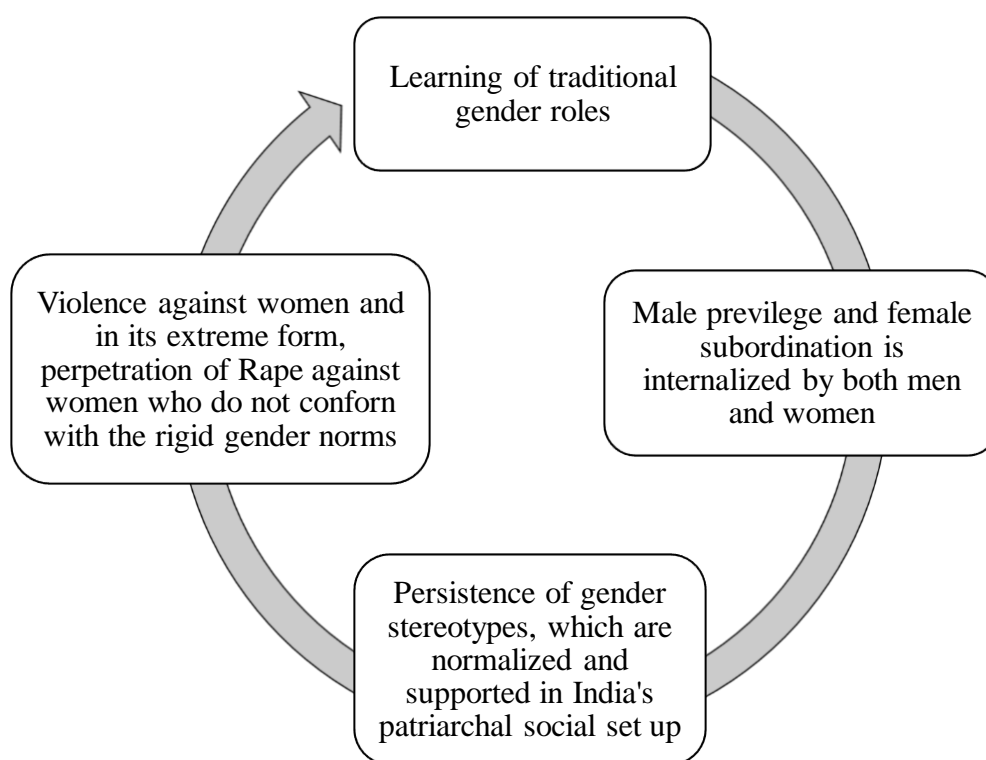 Learning of traditional
gender roles
Male previlege and female
subordination is
internalized by both men
and women
Persistence of gender
stereotypes, which are
normalized and
supported in India's
patriarchal social set up
Violence against women and
in its extreme form,
perpetration of Rape against
women who do not conforn
with the rigid gender norms